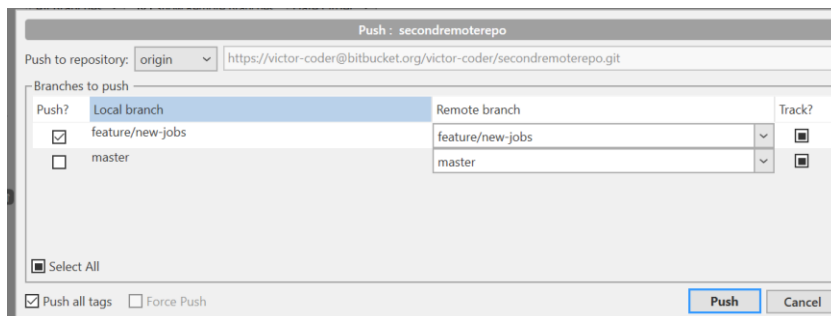 Push : secondremoterepo
Push to repository: origin https://victor-coder@bitbucket.org/victor-coder/secondremoterepo.git
Branches to push
Push? Local branch Remote branch Track?
feature/new-jobs feature/new-jobs
master master
Select All
Push all tags Force Push Push Cancel